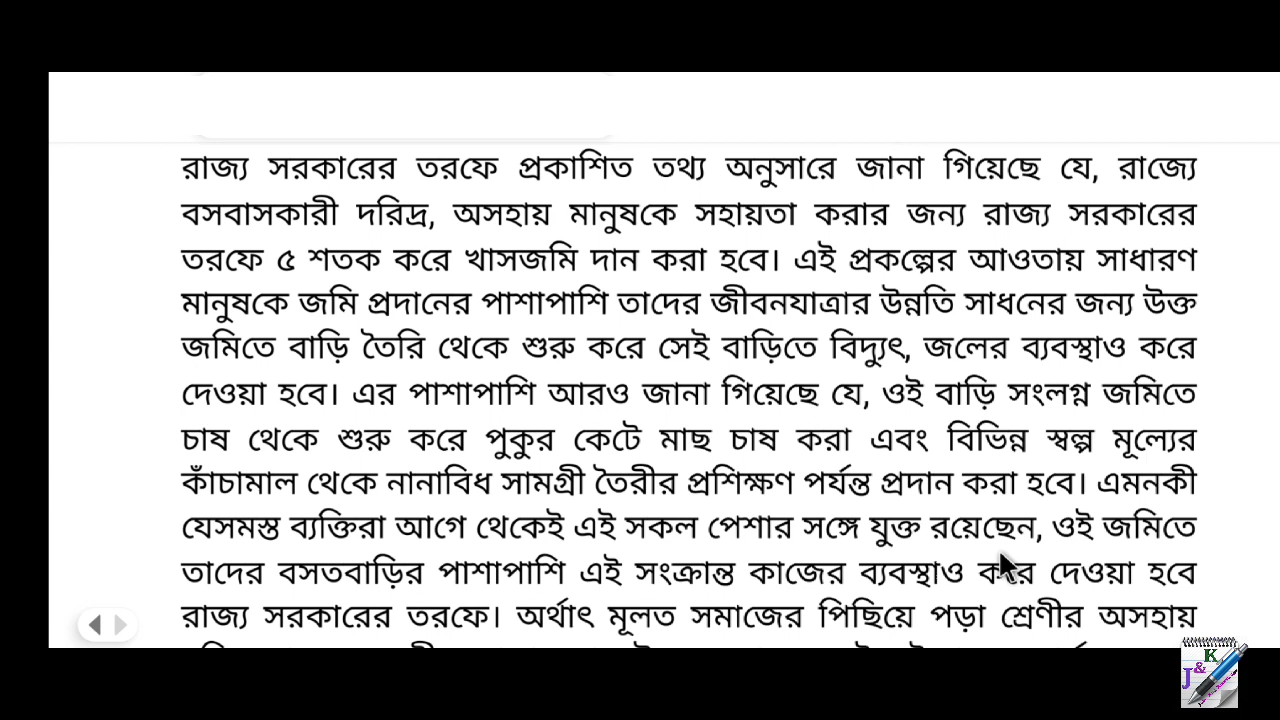 রাজ্য সরকারের তরফে প্রকাশিত তথ্য অনুসারে জানা গিয়েছে যে, রাজ্যে
বসবাসকারী দরিদ্র, অসহায় মানুষকে সহায়তা করার জন্য রাজ্য সরকারের
তরফে ৫ শতক করে খাসজমি দান করা হবে। এই প্রকল্পের আওতায় সাধারণ
মানুষকে জমি প্রদানের পাশাপাশি তাদের জীবনযাত্রার উন্নতি সাধনের জন্য উক্ত
জমিতে বাড়ি তৈরি থেকে শুরু করে সেই বাড়িতে বিদ্যুৎ, জলের ব্যবস্থাও করে
দেওয়া হবে। এর পাশাপাশি আরও জানা গিয়েছে যে, ওই বাড়ি সংলগ্ন জমিতে
চাষ থেকে শুরু করে পুকুর কেটে মাছ চাষ করা এবং বিভিন্ন স্বল্প মূল্যের
কাঁচামাল থেকে নানাবিধ সামগ্রী তৈরীর প্রশিক্ষণ পর্যন্ত প্রদান করা হবে। এমনকী
যেসমস্ত ব্যক্তিরা আগে থেকেই এই সকল পেশার সঙ্গে যুক্ত রয়েছেন, ওই জমিতে
তাদের বসতবাড়ির পাশাপাশি এই সংক্রান্ত কাজের ব্যবস্থাও করে দেওয়া হবে
রাজ্য সরকারের তরফে। অর্থাৎ মূলত সমাজের পিছিয়ে পড়া শ্রেণীর অসহায়
J&K